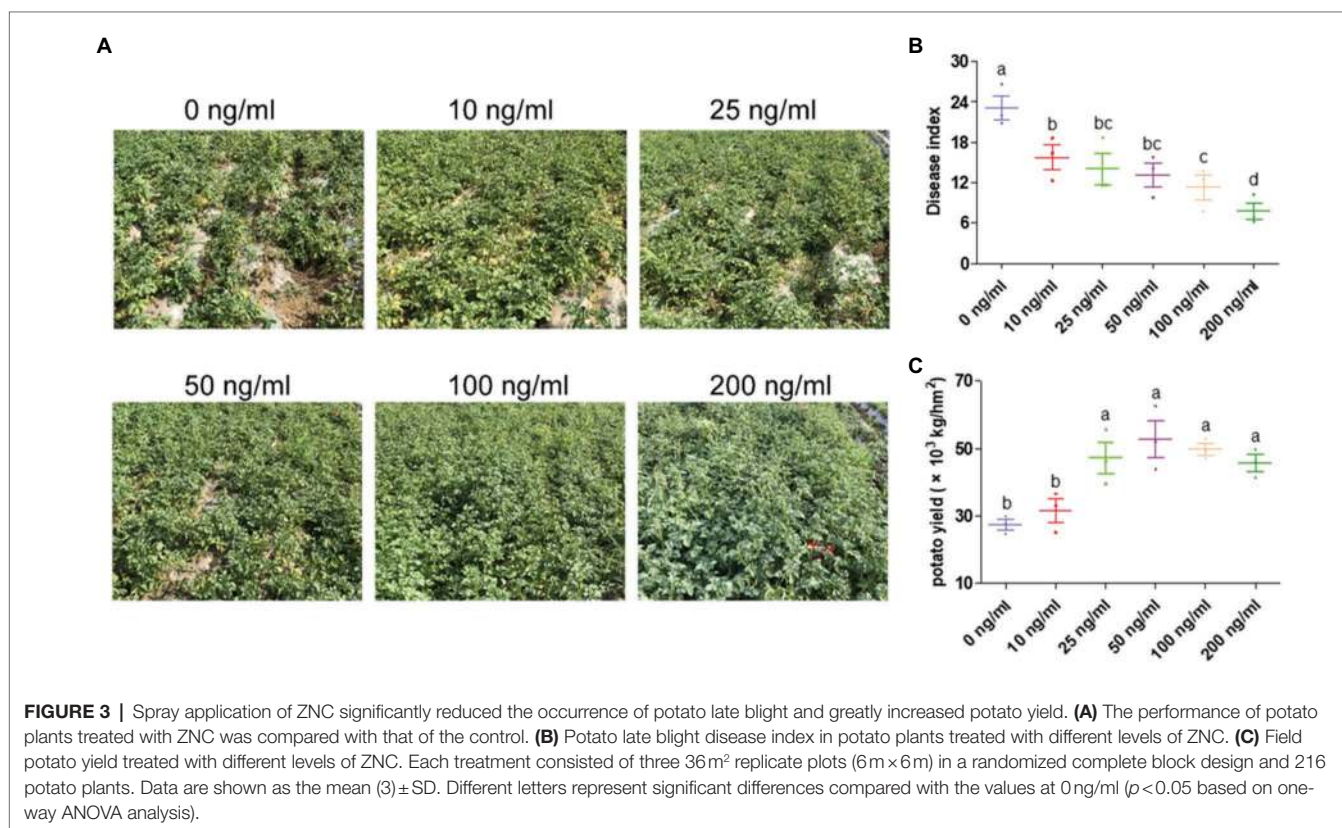 A
0 ng/ml
10 ng/ml
25 ng/ml
50 ng/ml
100 ng/ml
200 ng/ml
B
30
24
18
12
6
0
Disease index
a
b
bc
bc
c
d
0 ng/ml
10 ng/ml
25 ng/ml
50 ng/ml
100 ng/ml
200 ng/ml
C
70
50
30
10
potato yield ( × 10³ kg/hm²)
b
b
a
a
a
a
0 ng/ml
10 ng/ml
25 ng/ml
50 ng/ml
100 ng/ml
200 ng/ml
FIGURE 3 | Spray application of ZNC significantly reduced the occurrence of potato late blight and greatly increased potato yield. (A) The performance of potato
plants treated with ZNC was compared with that of the control. (B) Potato late blight disease index in potato plants treated with different levels of ZNC. (C) Field
potato yield treated with different levels of ZNC. Each treatment consisted of three 36 m² replicate plots (6 m × 6 m) in a randomized complete block design and 216
potato plants. Data are shown as the mean (3) ± SD. Different letters represent significant differences compared with the values at 0 ng/ml (p < 0.05 based on one-
way ANOVA analysis).